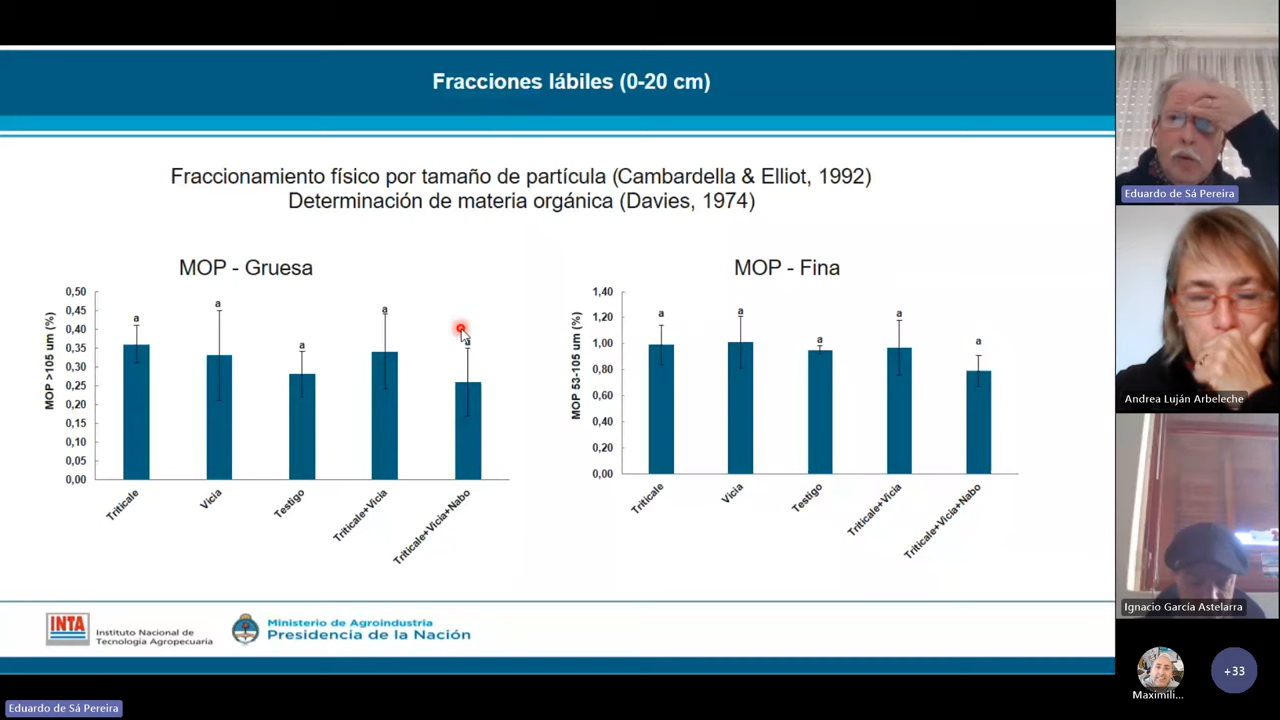 Fracciones lábiles (0-20 cm)
Fraccionamiento físico por tamaño de partícula (Cambardella & Elliot, 1992)
Determinación de materia orgánica (Davies, 1974)
MOP - Gruesa
MOP >105 um (%)
0,50
0,45
0,40
0,35
0,30
0,25
0,20
0,15
0,10
0,05
0,00
a
a
a
a
a
Triticale
Vicia
Testigo
Triticale+Vicia
Triticale+Vicia+Nabo
MOP - Fina
MOP 53-105 um (%)
1,40
1,20
1,00
0,80
0,60
0,40
0,20
0,00
a
a
a
a
a
Triticale
Vicia
Testigo
Triticale+Vicia
Triticale+Vicia+Nabo
INTA
Instituto Nacional de
Tecnología Agropecuaria
Ministerio de Agroindustria
Presidencia de la Nación
Eduardo de Sá Pereira
Eduardo de Sá Pereira
Andrea Luján Arbeleche
Ignacio García Astelarra
Maximili...
+33